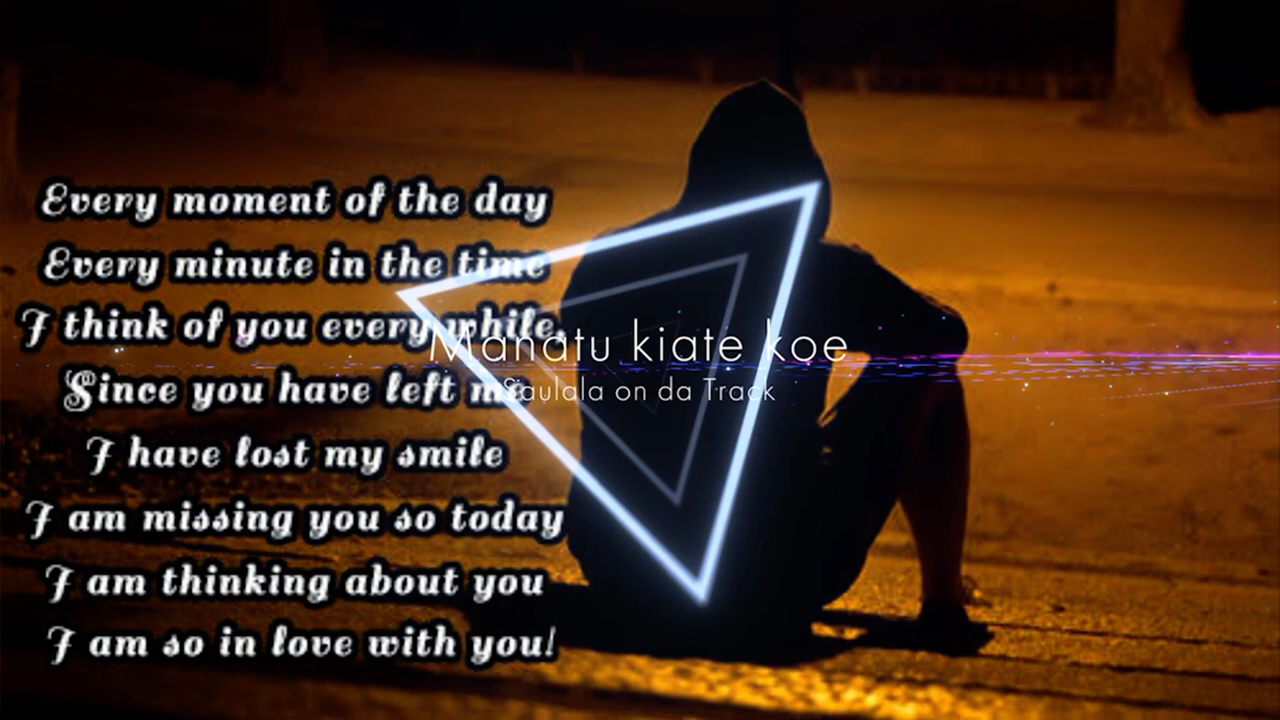 Every moment of the day
Every minute in the time
I think of you every while,
Since you have left me
I have lost my smile
I am missing you so today
I am thinking about you
I am so in love with you!
Manatu kiate koe
Saulala on da Track